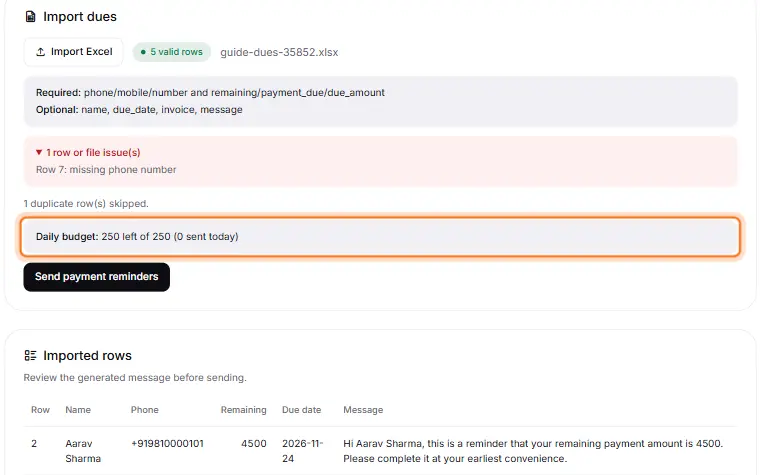 Import dues
Import Excel
5 valid rows
guide-dues-35852.xlsx
Required: phone/mobile/number and remaining/payment_due/due_amount
Optional: name, due_date, invoice, message
1 row or file issue(s)
Row 7: missing phone number
1 duplicate row(s) skipped.
Daily budget: 250 left of 250 (0 sent today)
Send payment reminders
Imported rows
Review the generated message before sending.
Row Name Phone Remaining Due date Message
2 Aarav +919810000101 4500 2026-11- Hi Aarav Sharma, this is a reminder that your remaining payment amount is 4500.
Sharma 24 Please complete it at your earliest convenience.